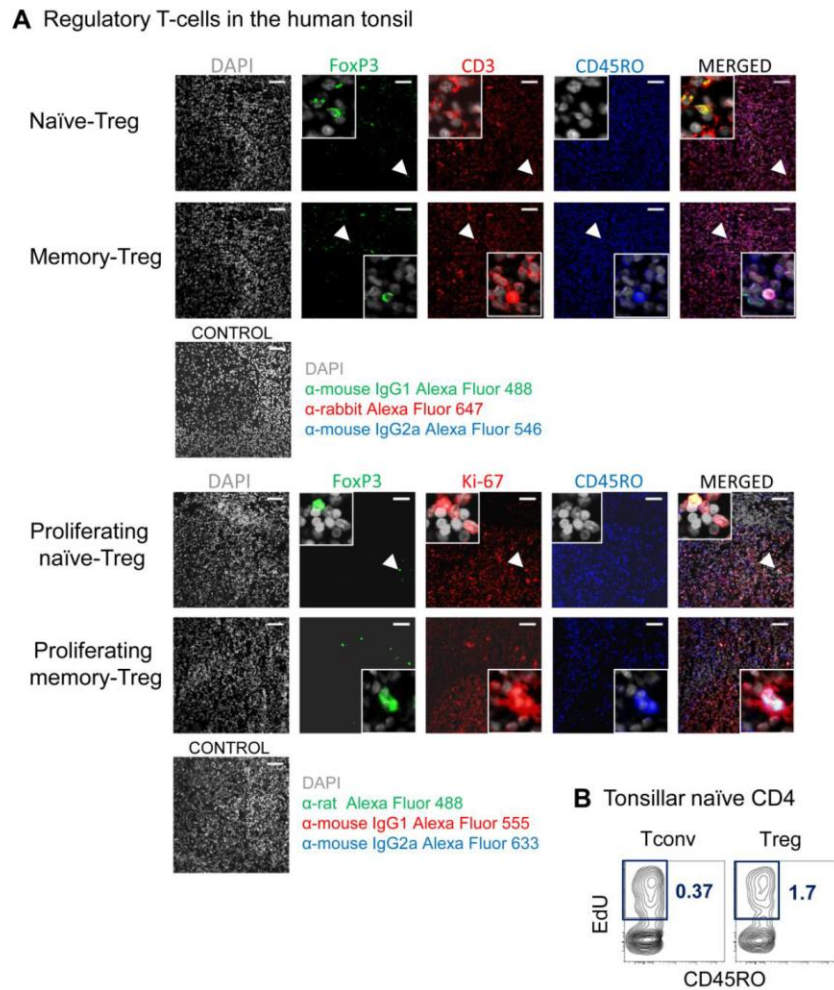 A Regulatory T-cells in the human tonsil
DAPI FoxP3 CD3 CD45RO MERGED
Naïve-Treg
Memory-Treg
CONTROL
DAPI
α-mouse IgG1 Alexa Fluor 488
α-rabbit Alexa Fluor 647
α-mouse IgG2a Alexa Fluor 546
DAPI FoxP3 Ki-67 CD45RO MERGED
Proliferating
naïve-Treg
Proliferating
memory-Treg
CONTROL
DAPI
α-rat Alexa Fluor 488
α-mouse IgG1 Alexa Fluor 555
α-mouse IgG2a Alexa Fluor 633
B Tonsillar naïve CD4
Tconv Treg
0.37 1.7
EdU
CD45RO